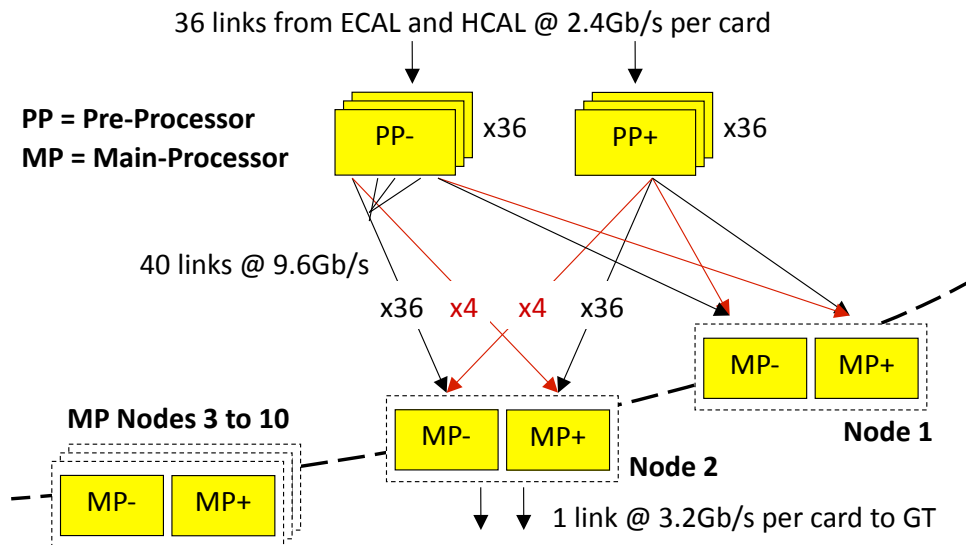 36 links from ECAL and HCAL @ 2.4Gb/s per card
PP = Pre-Processor
MP = Main-Processor
PP-
x36
PP+
x36
40 links @ 9.6Gb/s
x36
x4
x4
x36
MP-
MP+
Node 1
MP Nodes 3 to 10
MP-
MP+
Node 2
MP-
MP+
1 link @ 3.2Gb/s per card to GT